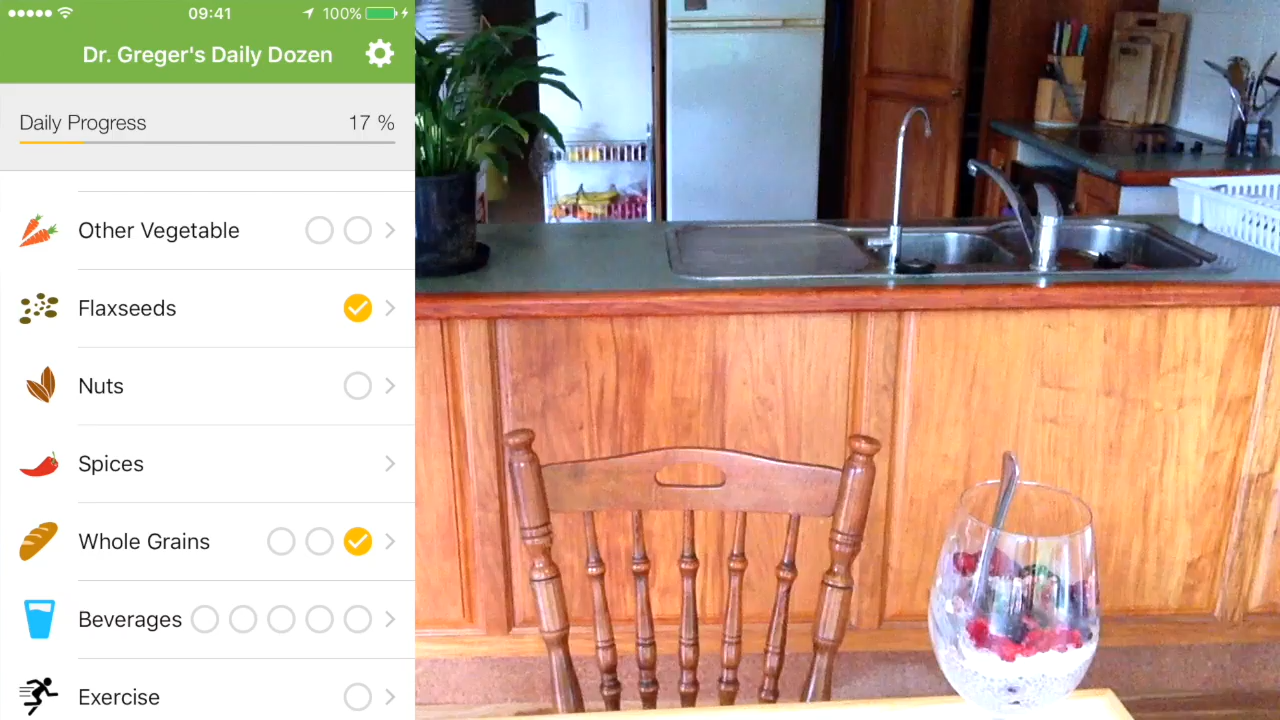 09:41
100%
Dr. Greger's Daily Dozen
Daily Progress
17 %
Other Vegetable
Flaxseeds
Nuts
Spices
Whole Grains
Beverages
Exercise